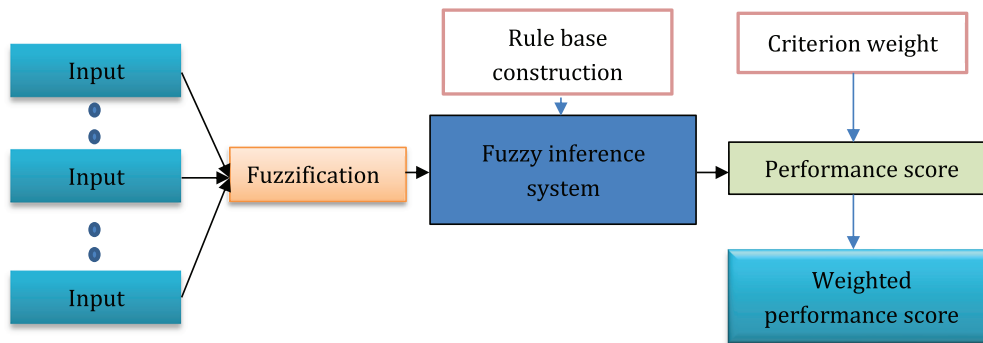 Input
Input
Input
Fuzzification
Rule base
construction
Fuzzy inference
system
Criterion weight
Performance score
Weighted
performance score